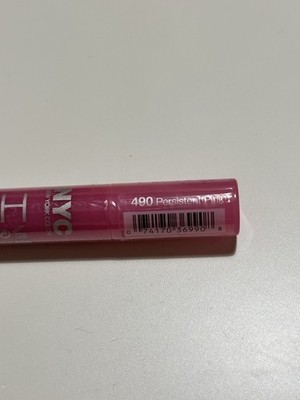 490 Persistent Pink
0 74170 36990 8
NYC
NEW YORK COLOR